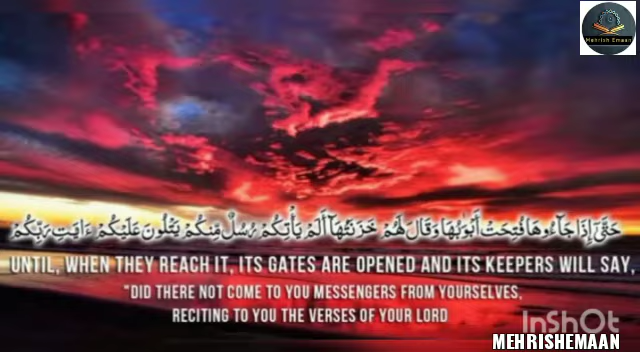 Mehrish Emaan
حَتَّىٰٓ إِذَا جَآءُوهَا فُتِحَتْ أَبْوَٰبُهَا وَقَالَ لَهُمْ خَزَنَتُهَآ أَلَمْ يَأْتِكُمْ رُسُلٌ مِّنكُمْ يَتْلُونَ عَلَيْكُمْ ءَايَٰتِ رَبِّكُمْ
UNTIL, WHEN THEY REACH IT, ITS GATES ARE OPENED AND ITS KEEPERS WILL SAY,
"DID THERE NOT COME TO YOU MESSENGERS FROM YOURSELVES,
RECITING TO YOU THE VERSES OF YOUR LORD
InShOt
MEHRISHEMAAN